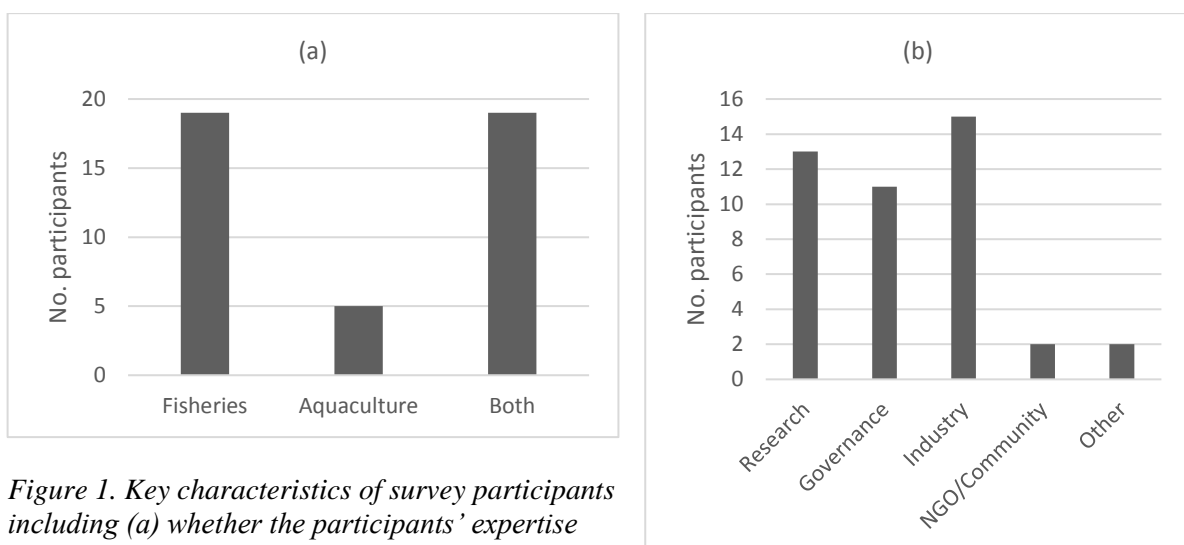 (a)
20
15
10
5
0
No. participants
Fisheries Aquaculture Both
Figure 1. Key characteristics of survey participants
including (a) whether the participants’ expertise
(b)
16
14
12
10
8
6
4
2
0
No. participants
Research
Governance
Industry
NGO/Community
Other